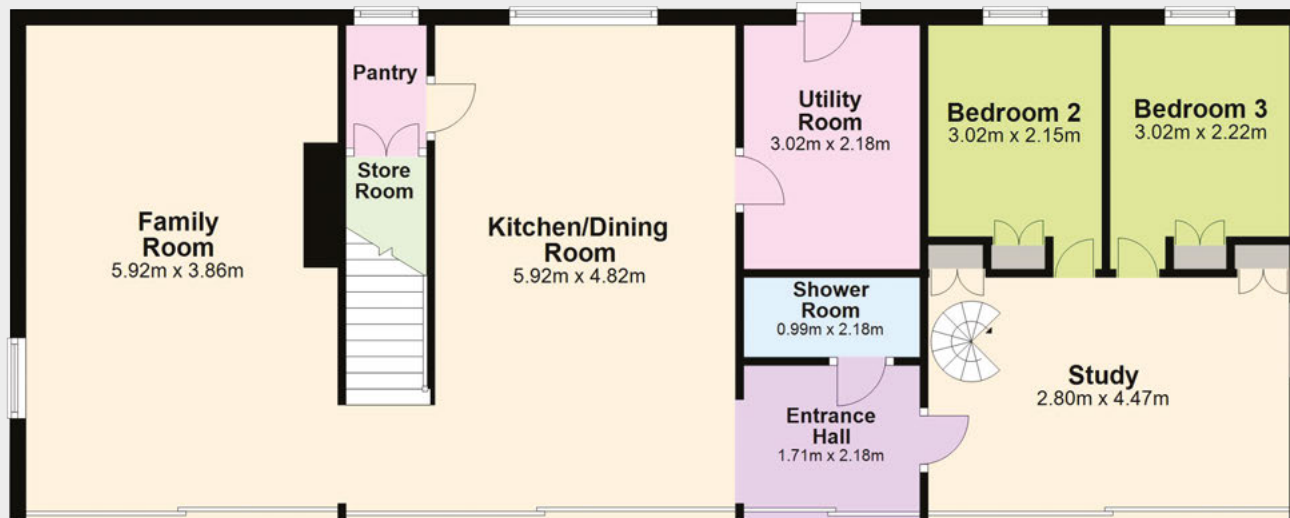 Family
Room
5.92m x 3.86m
Pantry
Store
Room
Kitchen/Dining
Room
5.92m x 4.82m
Utility
Room
3.02m x 2.18m
Shower
Room
0.99m x 2.18m
Entrance
Hall
1.71m x 2.18m
Bedroom 2
3.02m x 2.15m
Bedroom 3
3.02m x 2.22m
Study
2.80m x 4.47m